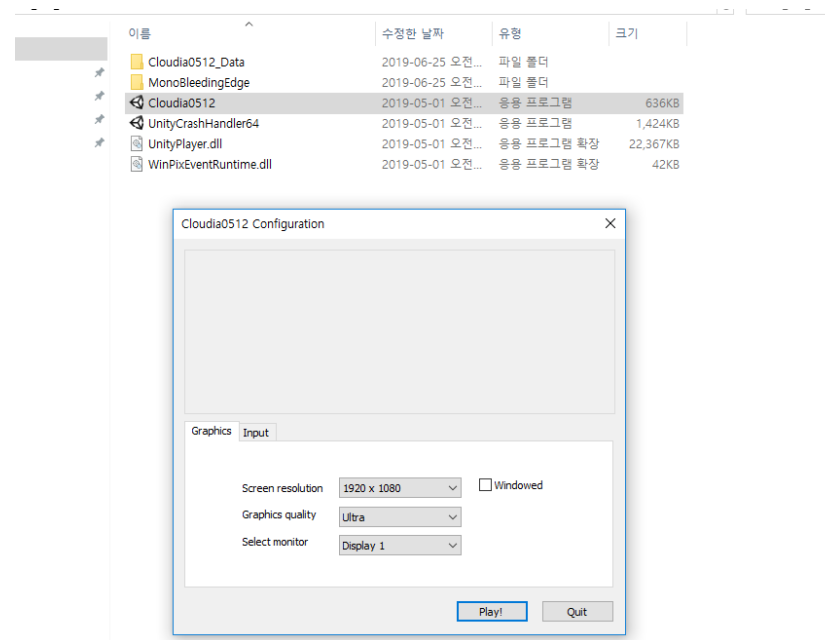 이름 수정한 날짜 유형 크기
Cloudia0512_Data 2019-06-25 오전... 파일 폴더
MonoBleedingEdge 2019-06-25 오전... 파일 폴더
Cloudia0512 2019-05-01 오전... 응용 프로그램 636KB
UnityCrashHandler64 2019-05-01 오전... 응용 프로그램 1,424KB
UnityPlayer.dll 2019-05-01 오전... 응용 프로그램 확장 22,367KB
WinPixEventRuntime.dll 2019-05-01 오전... 응용 프로그램 확장 42KB
Cloudia0512 Configuration
Graphics Input
Screen resolution 1920 x 1080 Windowed
Graphics quality Ultra
Select monitor Display 1
Play! Quit